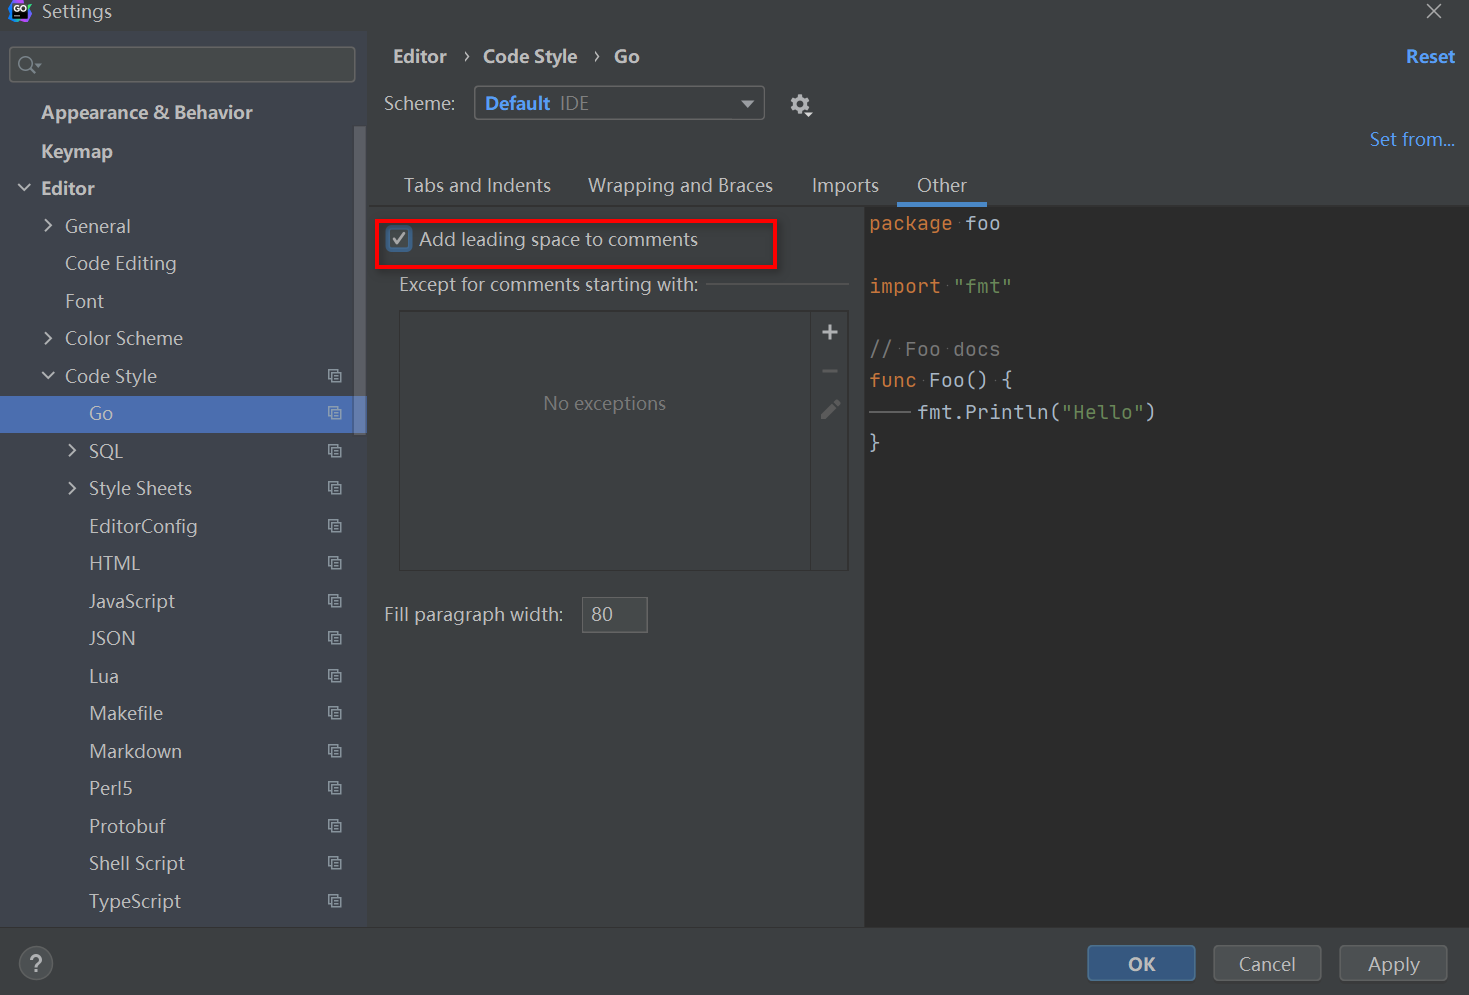 GO
Settings
Appearance & Behavior
Keymap
Editor
General
Code Editing
Font
Color Scheme
Code Style
Go
SQL
Style Sheets
EditorConfig
HTML
JavaScript
JSON
Lua
Makefile
Markdown
Perl5
Protobuf
Shell Script
TypeScript
Editor › Code Style › Go
Reset
Scheme: Default IDE
Set from...
Tabs and Indents Wrapping and Braces Imports Other
Add leading space to comments
Except for comments starting with:
No exceptions
Fill paragraph width: 80
package foo
import "fmt"
// Foo docs
func Foo() {
fmt.Println("Hello")
}
?
OK Cancel Apply